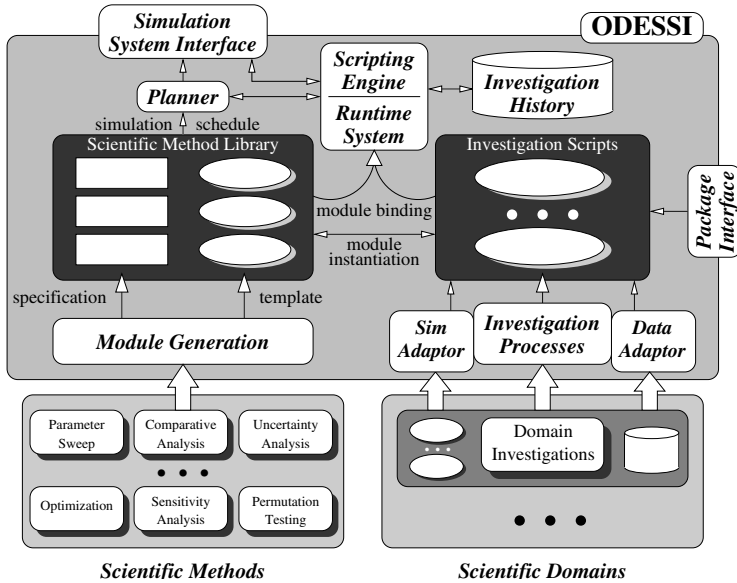 ODESSI
Simulation
System Interface
Scripting
Engine
Runtime
System
Investigation
History
Planner
simulation
schedule
Scientific Method Library
Investigation Scripts
module binding
module
instantiation
Package
Interface
specification
template
Module Generation
Sim
Adaptor
Investigation
Processes
Data
Adaptor
Parameter
Sweep
Comparative
Analysis
Uncertainty
Analysis
Optimization
Sensitivity
Analysis
Permutation
Testing
Domain
Investigations
Scientific Methods
Scientific Domains